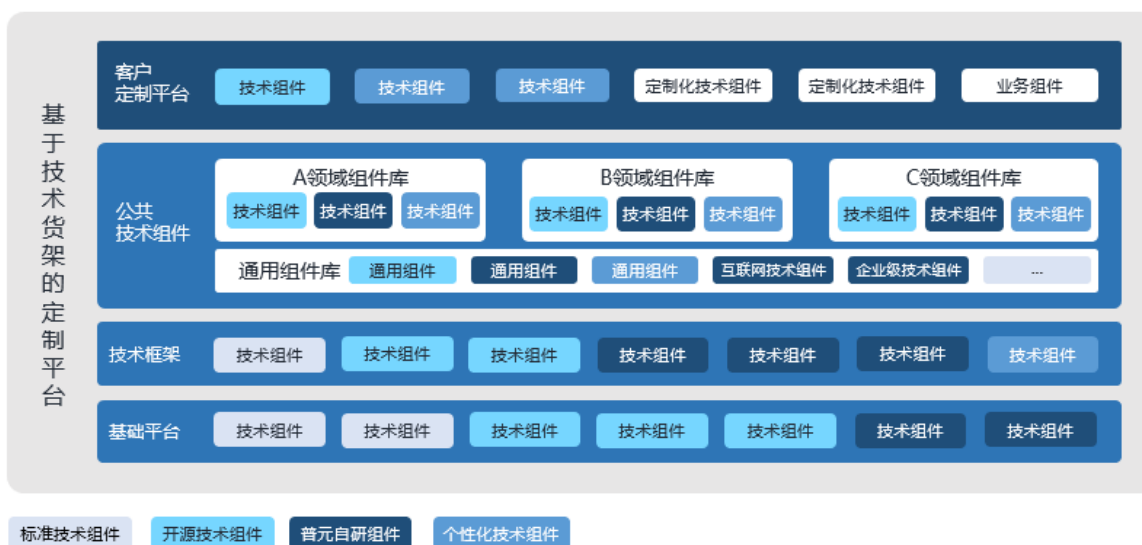 基于技术货架的定制平台
客户
定制平台
技术组件 技术组件 技术组件 定制化技术组件 定制化技术组件 业务组件
公共
技术组件
A领域组件库 B领域组件库 C领域组件库
技术组件 技术组件 技术组件 技术组件 技术组件 技术组件 技术组件 技术组件 技术组件
通用组件库 通用组件 通用组件 通用组件 互联网技术组件 企业级技术组件 ...
技术框架 技术组件 技术组件 技术组件 技术组件 技术组件 技术组件 技术组件
基础平台 技术组件 技术组件 技术组件 技术组件 技术组件 技术组件 技术组件
标准技术组件 开源技术组件 普元自研组件 个性化技术组件